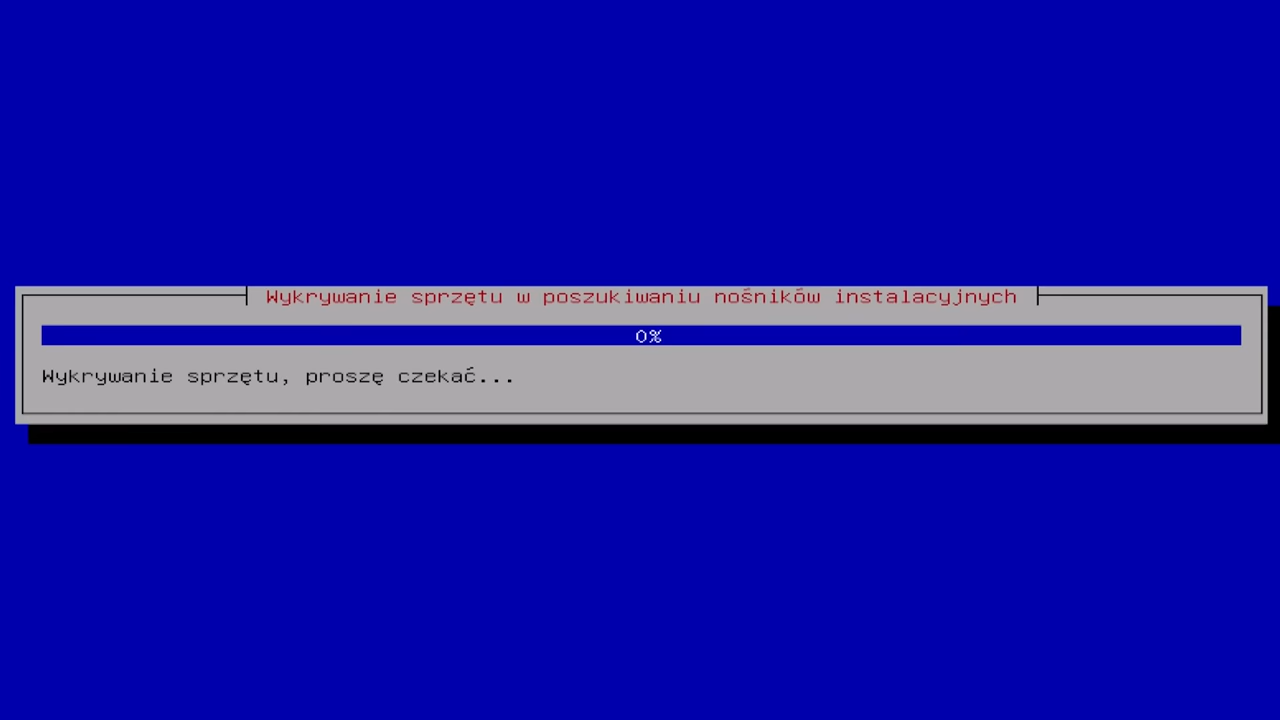 Wykrywanie sprzętu w poszukiwaniu nośników instalacyjnych
0%
Wykrywanie sprzętu, proszę czekać...